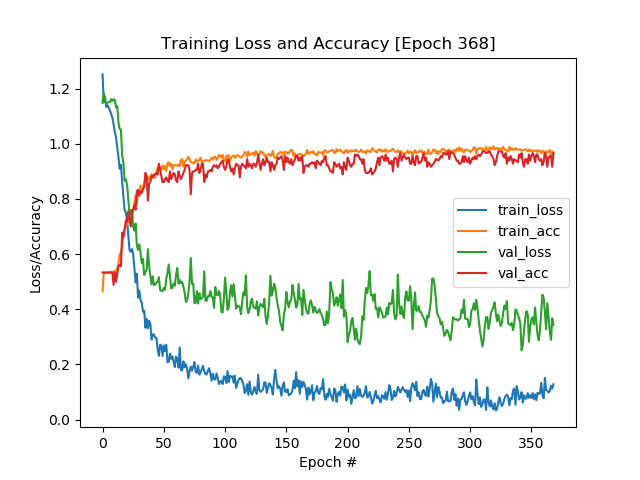 Training Loss and Accuracy [Epoch 368]
1.2
1.0
0.8
0.6
0.4
0.2
0.0
Loss/Accuracy
train_loss
train_acc
val_loss
val_acc
0 50 100 150 200 250 300 350
Epoch #